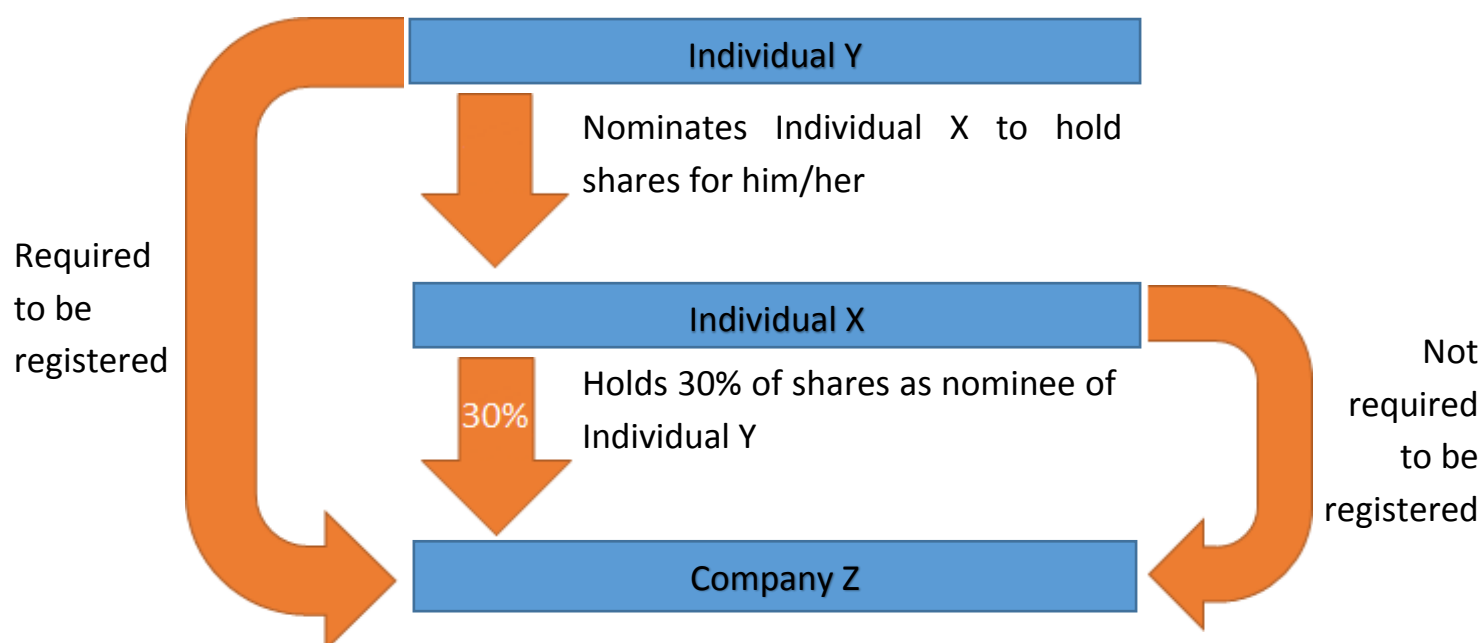 Individual Y
Nominates Individual X to hold
shares for him/her
Required
to be
registered
Individual X
30%
Holds 30% of shares as nominee of
Individual Y
Not
required
to be
registered
Company Z